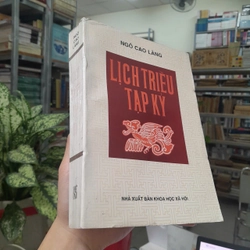 NGÔ CAO LÃNG
LỊCH TRIỀU
TẠP KỶ
NHÀ XUẤT BẢN KHOA HỌC XÃ HỘI